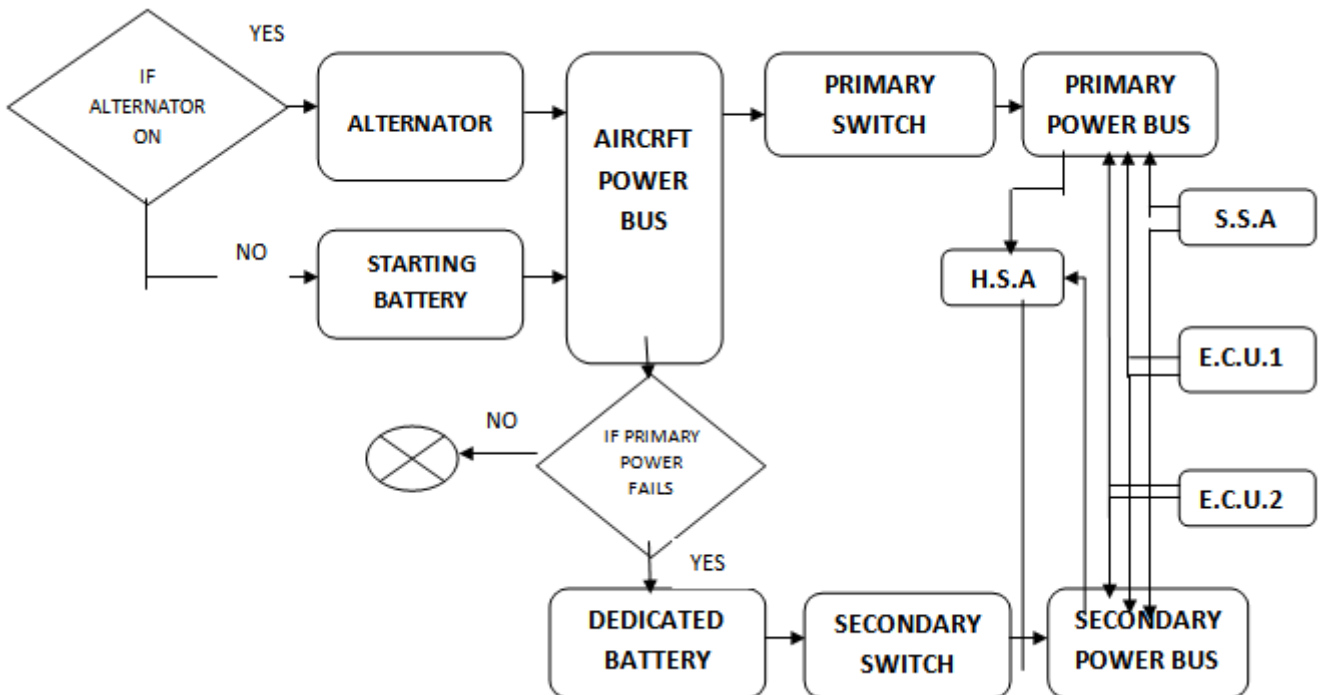 YES
IF
ALTERNATOR
ON
NO
ALTERNATOR
STARTING
BATTERY
AIRCRFT
POWER
BUS
PRIMARY
SWITCH
PRIMARY
POWER BUS
S.S.A
H.S.A
E.C.U.1
E.C.U.2
NO
IF PRIMARY
POWER
FAILS
YES
DEDICATED
BATTERY
SECONDARY
SWITCH
SECONDARY
POWER BUS